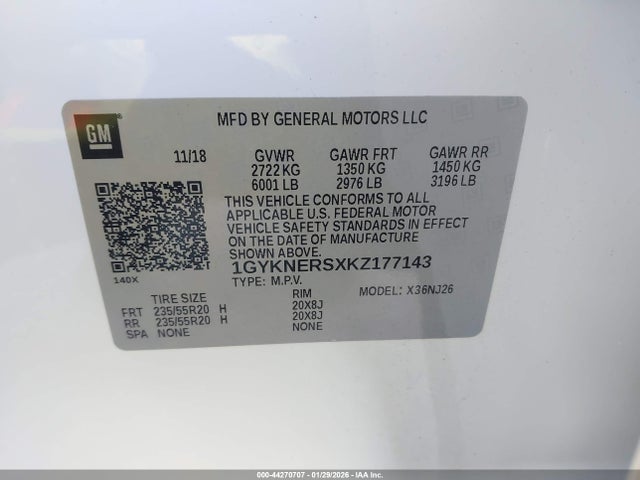 GM
MFD BY GENERAL MOTORS LLC
11/18 GVWR GAWR FRT GAWR RR
2722 KG 1350 KG 1450 KG
6001 LB 2976 LB 3196 LB
THIS VEHICLE CONFORMS TO ALL
APPLICABLE U.S. FEDERAL MOTOR
VEHICLE SAFETY STANDARDS IN EFFECT
ON THE DATE OF MANUFACTURE
SHOWN ABOVE.
1GYKNERSXKZ177143
140X
TYPE: M.P.V. MODEL: X36NJ26
TIRE SIZE RIM
FRT 235/55R20 H 20X8J
RR 235/55R20 H 20X8J
SPA NONE NONE
000-44270707 - 01/29/2026 - IAA Inc.